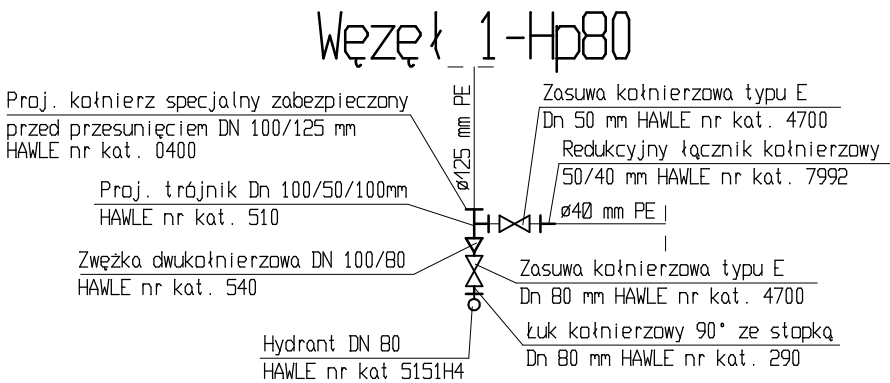 Węzeł 1-Hp80
Proj. kołnierz specjalny zabezpieczony
przed przesunięciem DN 100/125 mm
HAWLE nr kat. 0400
ø125 mm PE
Zasuwa kołnierzowa typu E
Dn 50 mm HAWLE nr kat. 4700
Redukcyjny łącznik kołnierzowy
50/40 mm HAWLE nr kat. 7992
Proj. trójnik Dn 100/50/100mm
HAWLE nr kat. 510
ø40 mm PE
Zwężka dwukołnierzowa DN 100/80
HAWLE nr kat. 540
Zasuwa kołnierzowa typu E
Dn 80 mm HAWLE nr kat. 4700
Hydrant DN 80
HAWLE nr kat 5151H4
Łuk kołnierzowy 90° ze stopką
Dn 80 mm HAWLE nr kat. 290